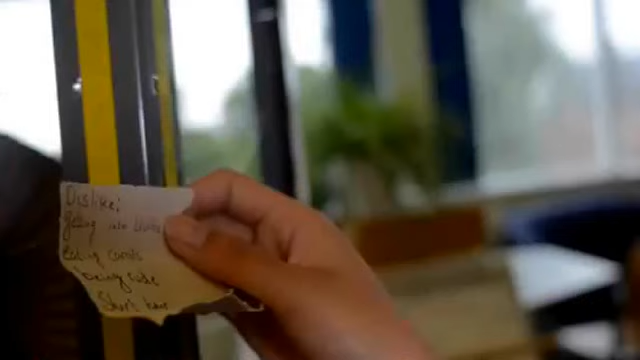 Dislike:
Getting into
Eating carrots
being rude
Short hair